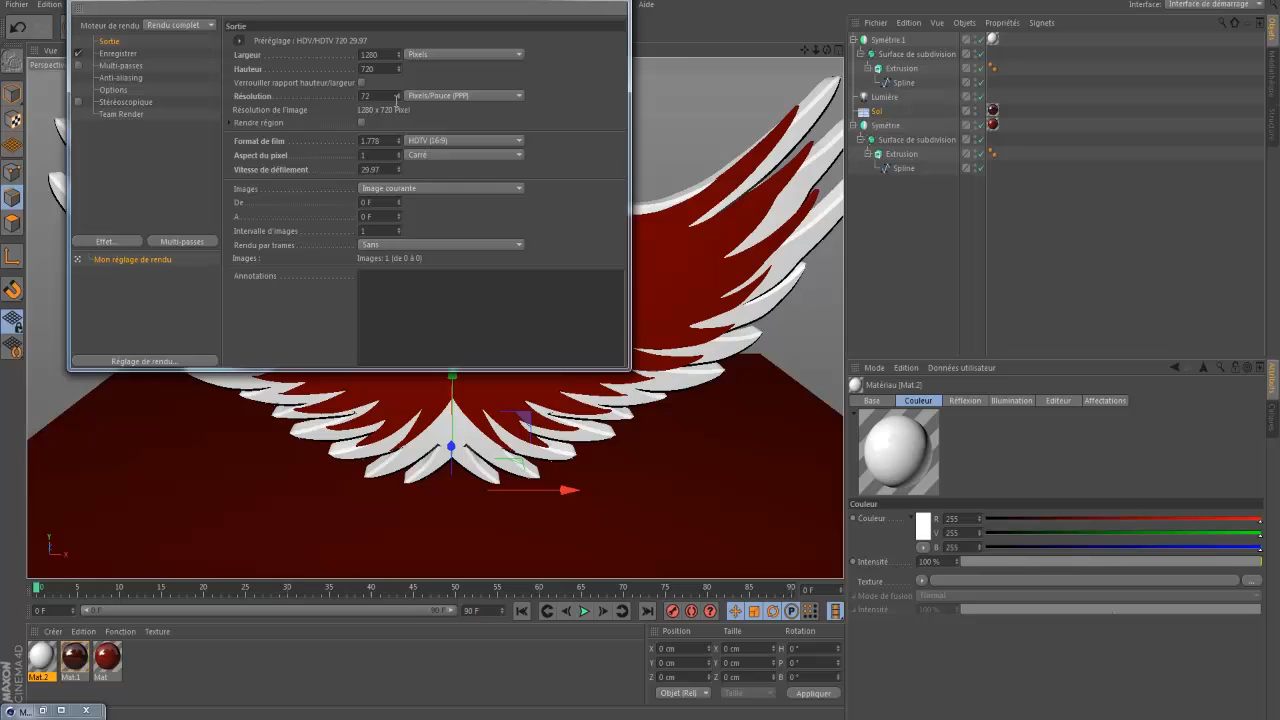 Fichier
Edition
Aide
Interface: Interface de démarrage
Moteur de rendu Rendu complet
Sortie
Enregistrer
Multi-passes
Anti-aliasing
Options
Stéréoscopique
Team Render
Effet...
Multi-passes
Mon réglage de rendu
Réglage de rendu...
Sortie
Préréglage : HDV/HDTV 720 29.97
Largeur 1280 Pixels
Hauteur 720
Verrouiller rapport hauteur/largeur
Résolution 72 Pixels/Pouce (PPP)
Résolution de l'image 1280 x 720 Pixel
Rendre région
Format de film 1.778 HDTV (16:9)
Aspect du pixel 1 Carré
Vitesse de défilement 29.97
Images Image courante
De 0 F
A 0 F
Intervalle d'images 1
Rendu par trames Sans
Images : Images: 1 (de 0 à 0)
Annotations
Vue
Perspectiv
Fichier Edition Vue Objets Propriétés Signets
Symétrie.1
Surface de subdivision
Extrusion
Spline
Lumière
Sol
Symétrie
Surface de subdivision
Extrusion
Spline
Objets
Structure
Mode Edition Données utilisateur
Matériau [Mat.2]
Base Couleur Réflexion Illumination Editeur Affectations
Attributs
Couleur
Couleur R 255
V 255
B 255
Intensité 100 %
Texture ...
Mode de fusion Normal
Intensité 100 %
Y
X
0 5 10 15 20 25 30 35 40 45 50 55 60 65 70 75 80 85 90 0 F
0 F 0 F 90 F 90 F
Créer Edition Fonction Texture
Mat.2 Mat.1 Mat
Position Taille Rotation
X 0 cm X 0 cm H 0 °
Y 0 cm Y 0 cm P 0 °
Z 0 cm Z 0 cm B 0 °
Objet (Rel) Taille Appliquer
MAXON
CINEMA 4D
M...